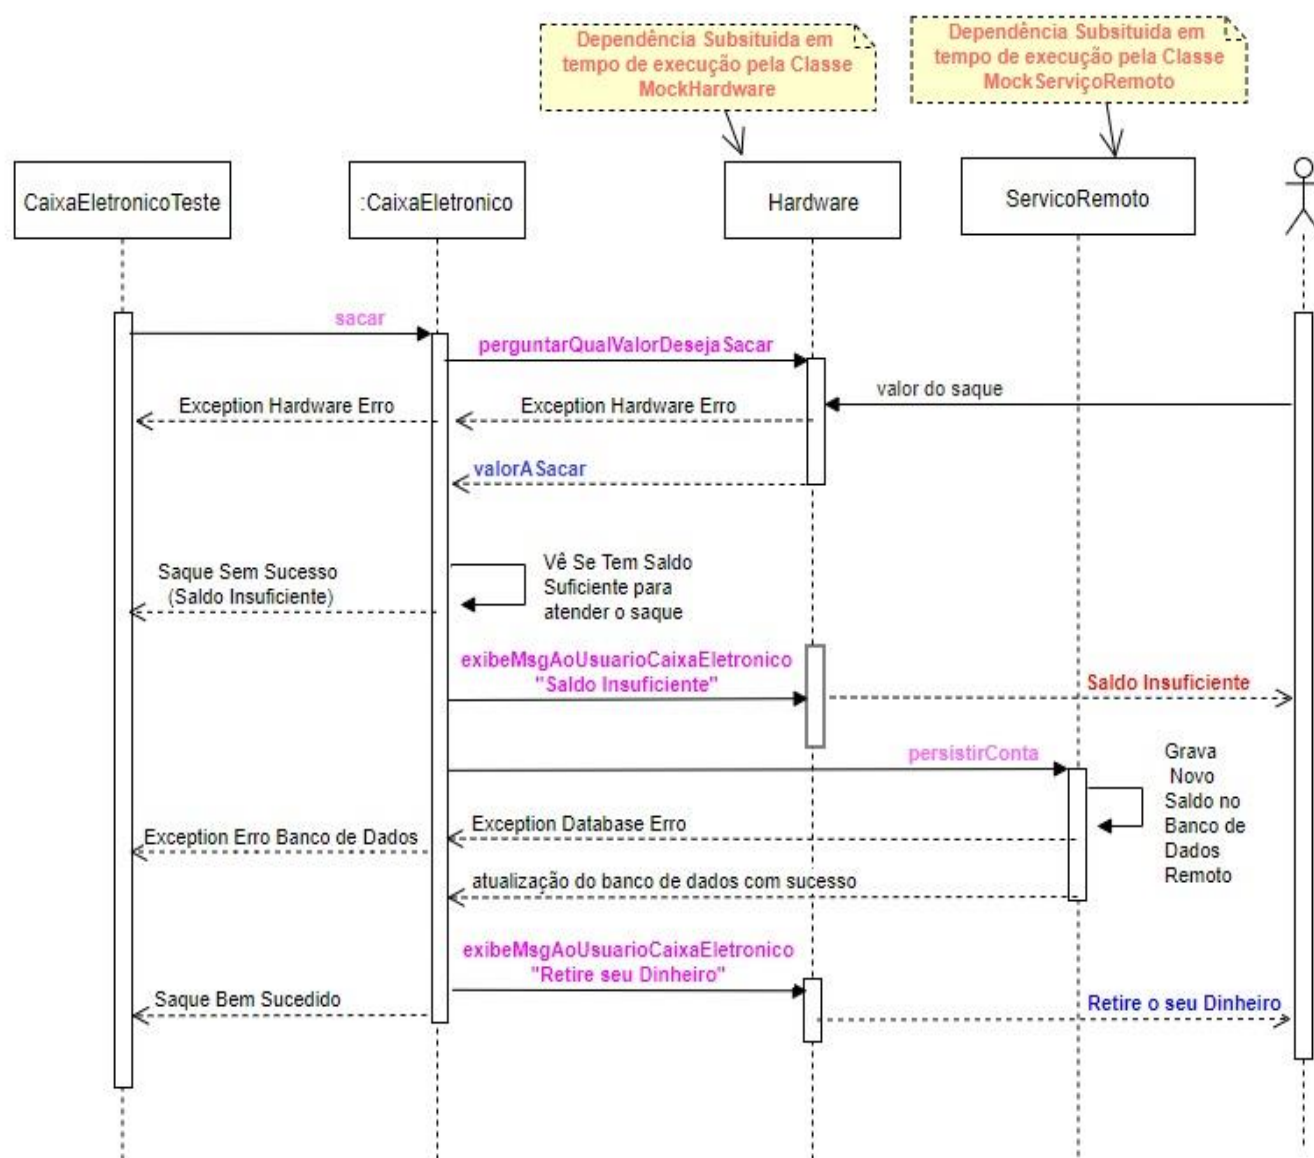 Dependência Subsituida em
tempo de execução pela Classe
MockHardware
Dependência Subsituida em
tempo de execução pela Classe
MockServiçoRemoto
CaixaEletronicoTeste
:CaixaEletronico
Hardware
ServicoRemoto
sacar
perguntarQualValorDesejaSacar
valor do saque
Exception Hardware Erro
Exception Hardware Erro
valorASacar
Vê Se Tem Saldo
Suficiente para
atender o saque
Saque Sem Sucesso
(Saldo Insuficiente)
exibeMsgAoUsuarioCaixaEletronico
"Saldo Insuficiente"
Saldo Insuficiente
persistirConta
Grava
Novo
Saldo no
Banco de
Dados
Remoto
Exception Database Erro
Exception Erro Banco de Dados
atualização do banco de dados com sucesso
exibeMsgAoUsuarioCaixaEletronico
"Retire seu Dinheiro"
Saque Bem Sucedido
Retire o seu Dinheiro